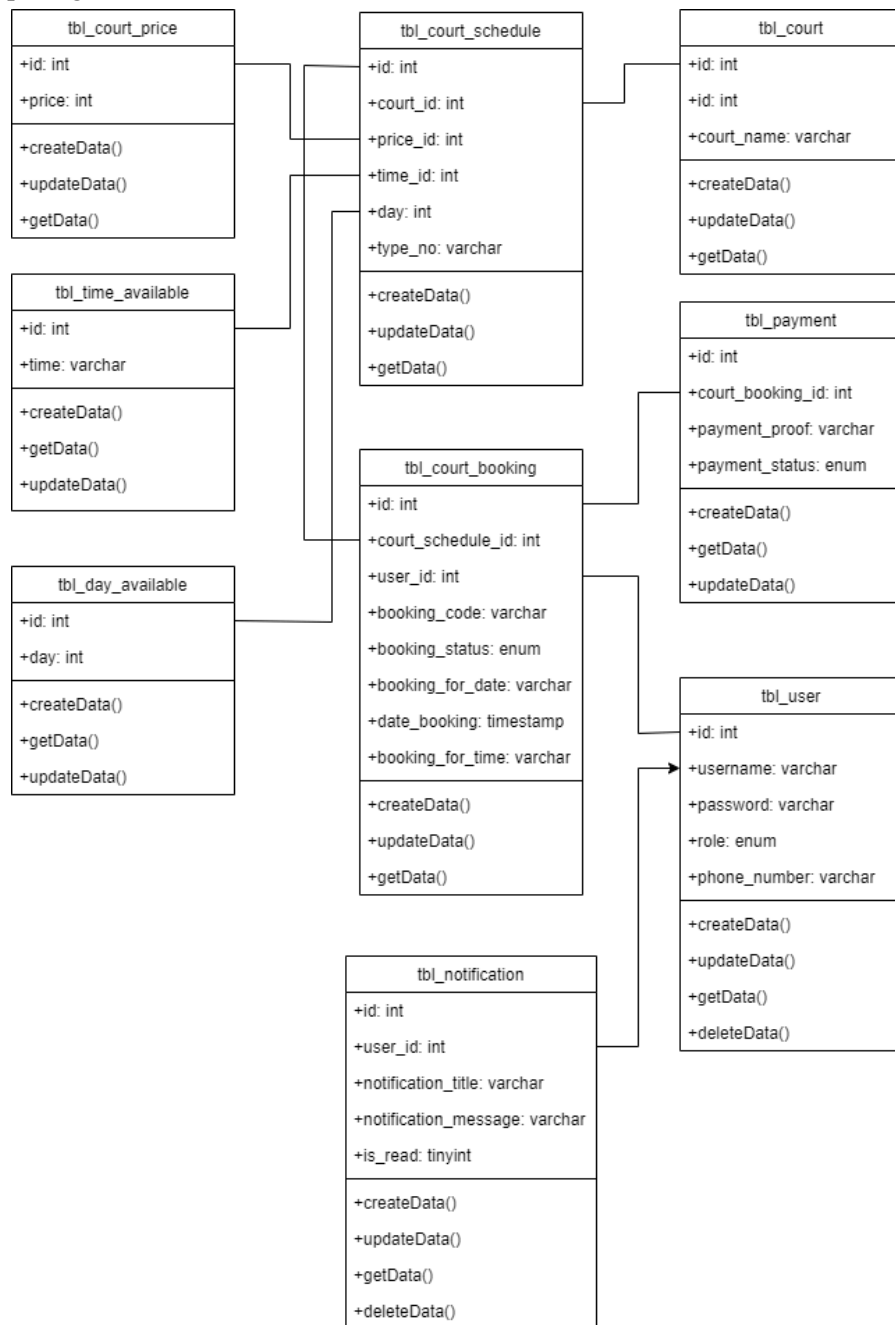 tbl_court_price
+id: int
+price: int
+createData()
+updateData()
+getData()
tbl_court_schedule
+id: int
+court_id: int
+price_id: int
+time_id: int
+day: int
+type_no: varchar
+createData()
+updateData()
+getData()
tbl_court
+id: int
+id: int
+court_name: varchar
+createData()
+updateData()
+getData()
tbl_time_available
+id: int
+time: varchar
+createData()
+getData()
+updateData()
tbl_payment
+id: int
+court_booking_id: int
+payment_proof: varchar
+payment_status: enum
+createData()
+getData()
+updateData()
tbl_court_booking
+id: int
+court_schedule_id: int
+user_id: int
+booking_code: varchar
+booking_status: enum
+booking_for_date: varchar
+date_booking: timestamp
+booking_for_time: varchar
+createData()
+updateData()
+getData()
tbl_day_available
+id: int
+day: int
+createData()
+getData()
+updateData()
tbl_user
+id: int
+username: varchar
+password: varchar
+role: enum
+phone_number: varchar
+createData()
+updateData()
+getData()
+deleteData()
tbl_notification
+id: int
+user_id: int
+notification_title: varchar
+notification_message: varchar
+is_read: tinyint
+createData()
+updateData()
+getData()
+deleteData()